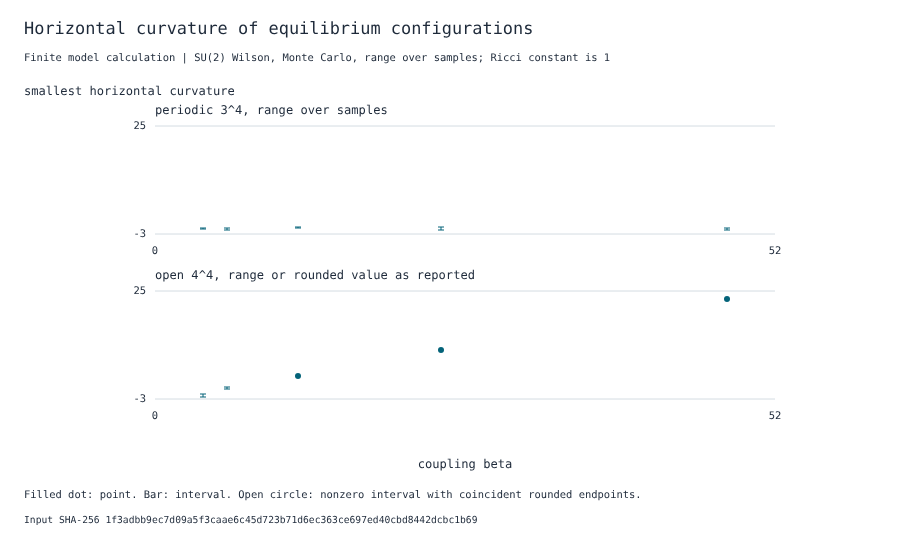 Horizontal curvature of equilibrium configurations
Finite model calculation | SU(2) Wilson, Monte Carlo, range over samples; Ricci constant is 1
smallest horizontal curvature
periodic 3^4, range over samples
25
-3
0 52
open 4^4, range or rounded value as reported
25
-3
0 52
coupling beta
Filled dot: point. Bar: interval. Open circle: nonzero interval with coincident rounded endpoints.
Input SHA-256 1f3adbb9ec7d09a5f3caae6c45d723b71d6ec363ce697ed40cbd8442dcbc1b69